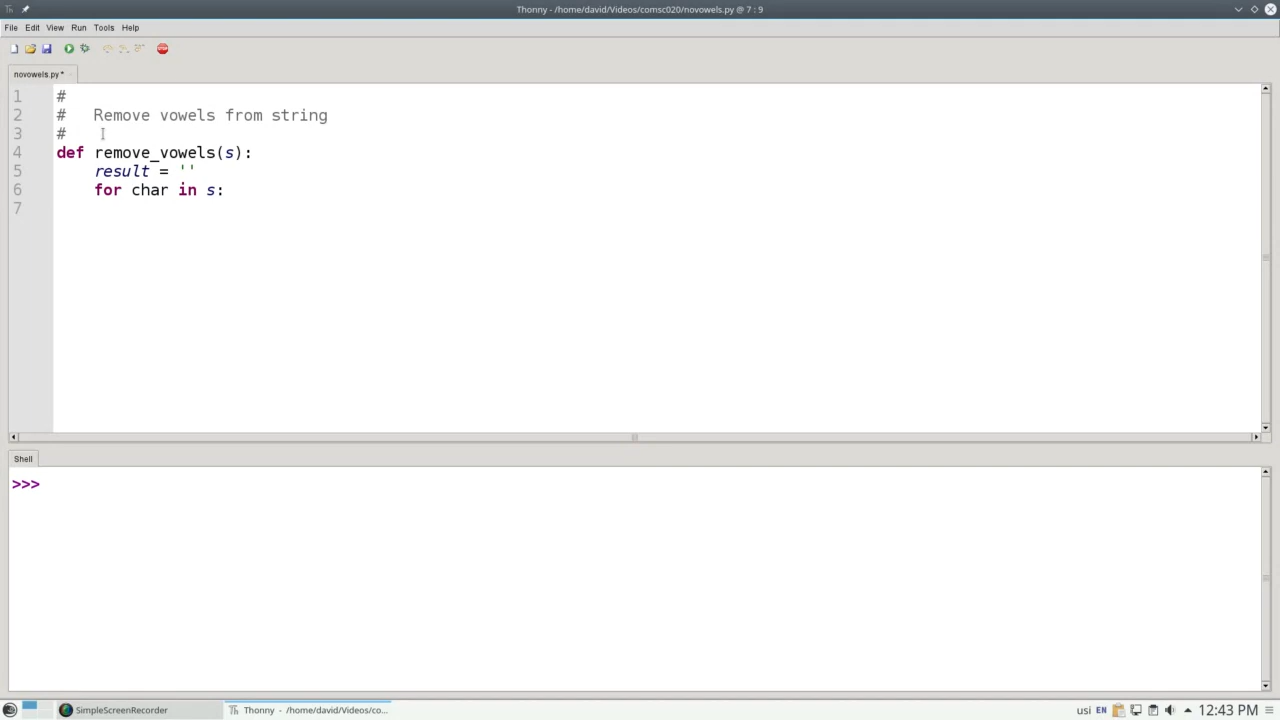 Thonny - /home/david/Videos/comsc020/novowels.py @ 7 : 9
File Edit View Run Tools Help
novowels.py *
1 #
2 #   Remove vowels from string
3 #
4 def remove_vowels(s):
5     result = ''
6     for char in s:
7
Shell
>>>
SimpleScreenRecorder
Thonny - /home/david/Videos/co...
usi EN 12:43 PM